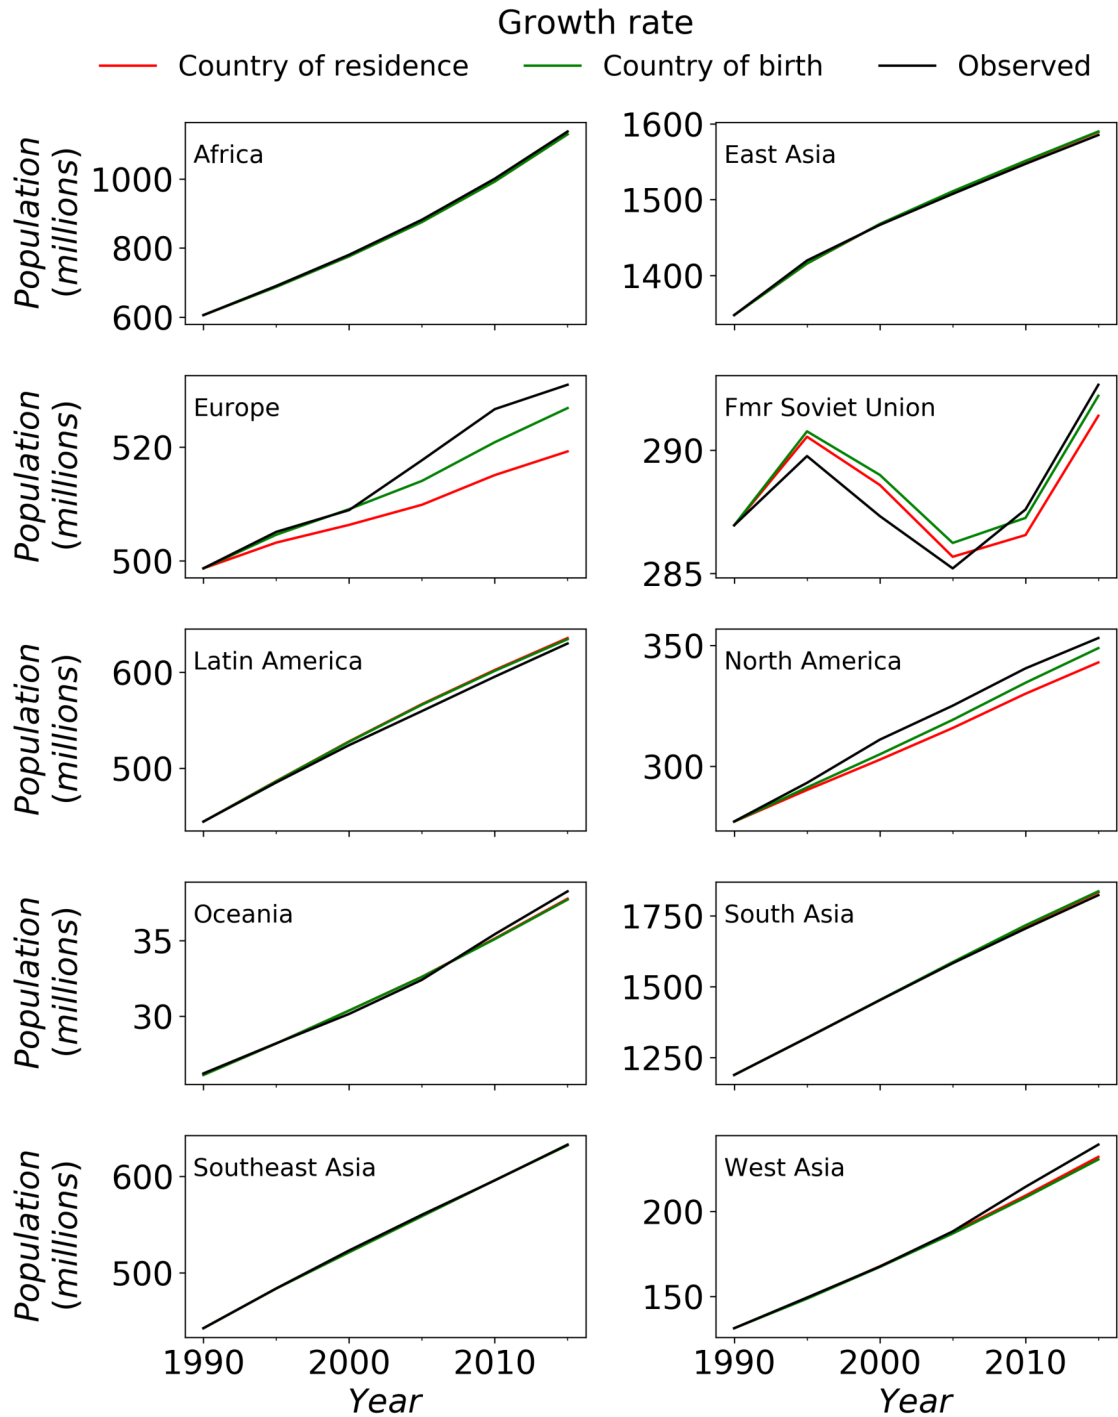 Growth rate
Country of residence Country of birth Observed
Population
(millions)
1000
800
600
Africa
1600
1500
1400
East Asia
Population
(millions)
520
500
Europe
290
285
Fmr Soviet Union
Population
(millions)
600
500
Latin America
350
300
North America
Population
(millions)
35
30
Oceania
1750
1500
1250
South Asia
Population
(millions)
600
500
Southeast Asia
200
150
West Asia
1990 2000 2010
Year
1990 2000 2010
Year